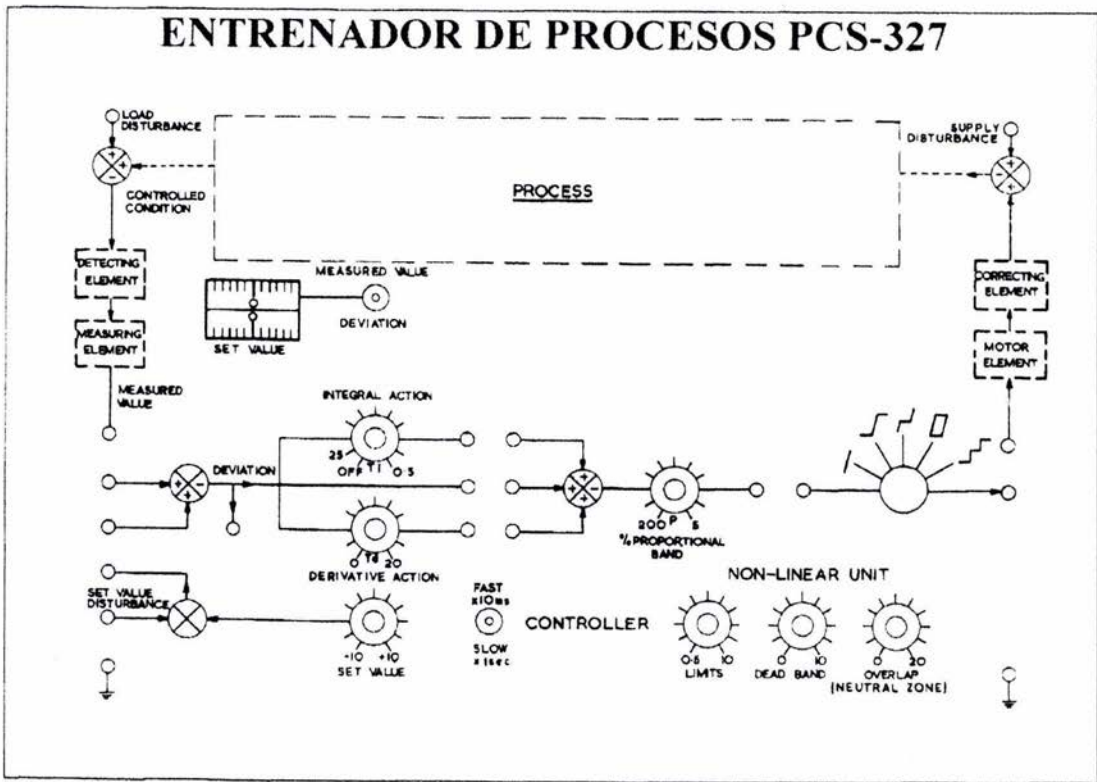 ENTRENADOR DE PROCESOS PCS-327
LOAD
DISTURBANCE
SUPPLY
DISTURBANCE
PROCESS
CONTROLLED
CONDITION
DETECTING
ELEMENT
MEASURED VALUE
DEVIATION
CORRECTING
ELEMENT
MEASURING
ELEMENT
SET VALUE
MOTOR
ELEMENT
MEASURED
VALUE
INTEGRAL ACTION
25
OFF Ti 0·5
DEVIATION
200 P 5
% PROPORTIONAL
BAND
0 Td 20
DERIVATIVE ACTION
SET VALUE
DISTURBANCE
-10 +10
SET VALUE
FAST
x10ms
SLOW
x1sec
CONTROLLER
NON-LINEAR UNIT
0·5 10
LIMITS
0 10
DEAD BAND
0 20
OVERLAP
(NEUTRAL ZONE)